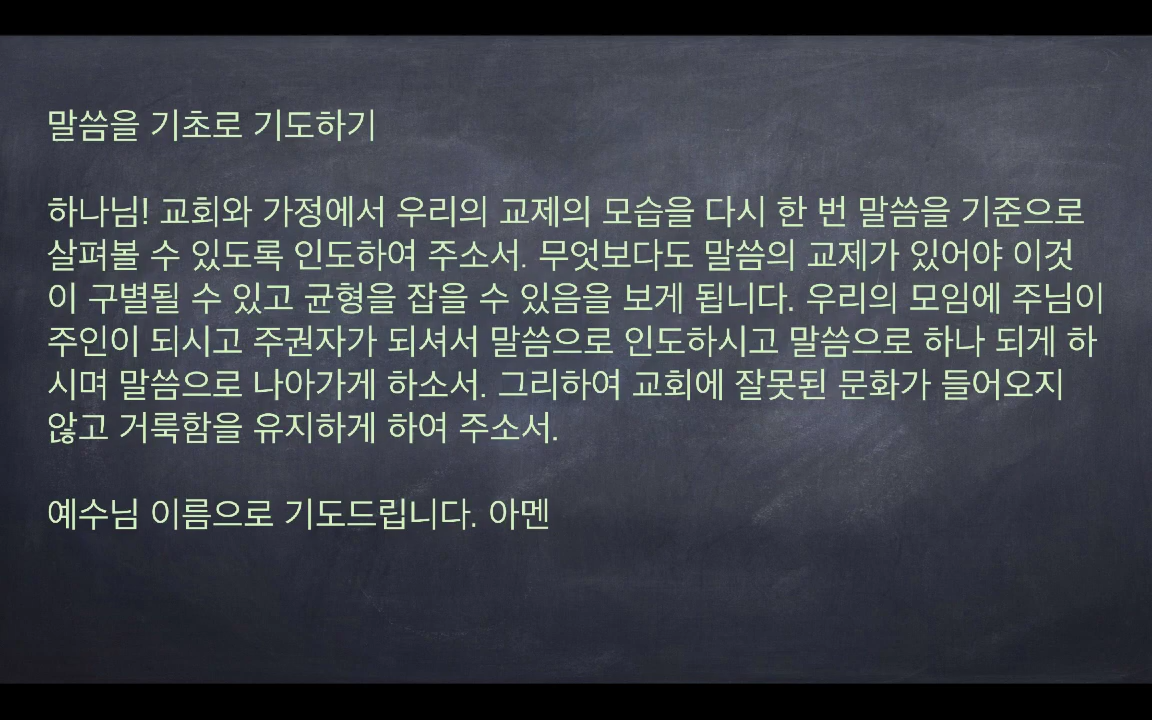 말씀을 기초로 기도하기
하나님! 교회와 가정에서 우리의 교제의 모습을 다시 한 번 말씀을 기준으로
살펴볼 수 있도록 인도하여 주소서. 무엇보다도 말씀의 교제가 있어야 이것
이 구별될 수 있고 균형을 잡을 수 있음을 보게 됩니다. 우리의 모임에 주님이
주인이 되시고 주권자가 되셔서 말씀으로 인도하시고 말씀으로 하나 되게 하
시며 말씀으로 나아가게 하소서. 그리하여 교회에 잘못된 문화가 들어오지
않고 거룩함을 유지하게 하여 주소서.
예수님 이름으로 기도드립니다. 아멘